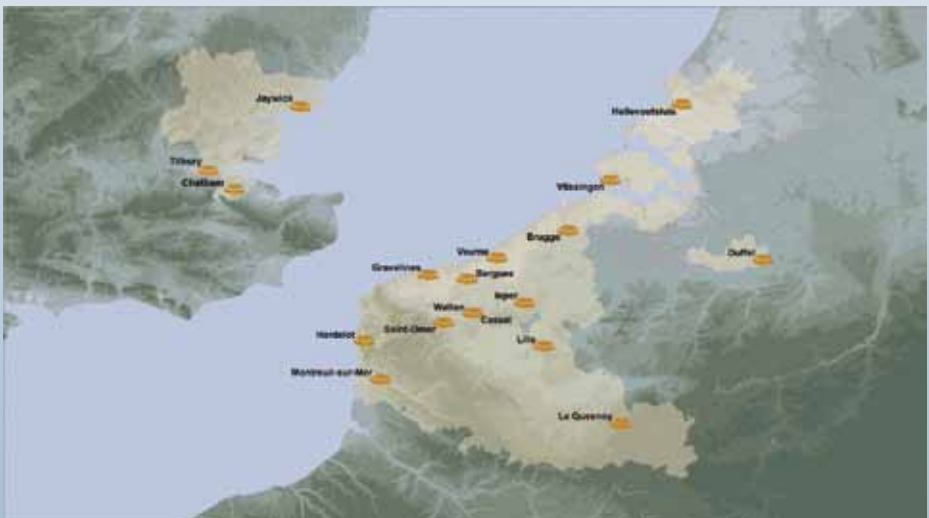 Jaywick
Hellevoetsluis
Tilbury
Chatham
Vlissingen
Brugge
Veurne
Duffel
Gravelines
Bergues
Ieper
Watten
Cassel
Saint-Omer
Hardelot
Lille
Montreuil-sur-Mer
Le Quesnoy